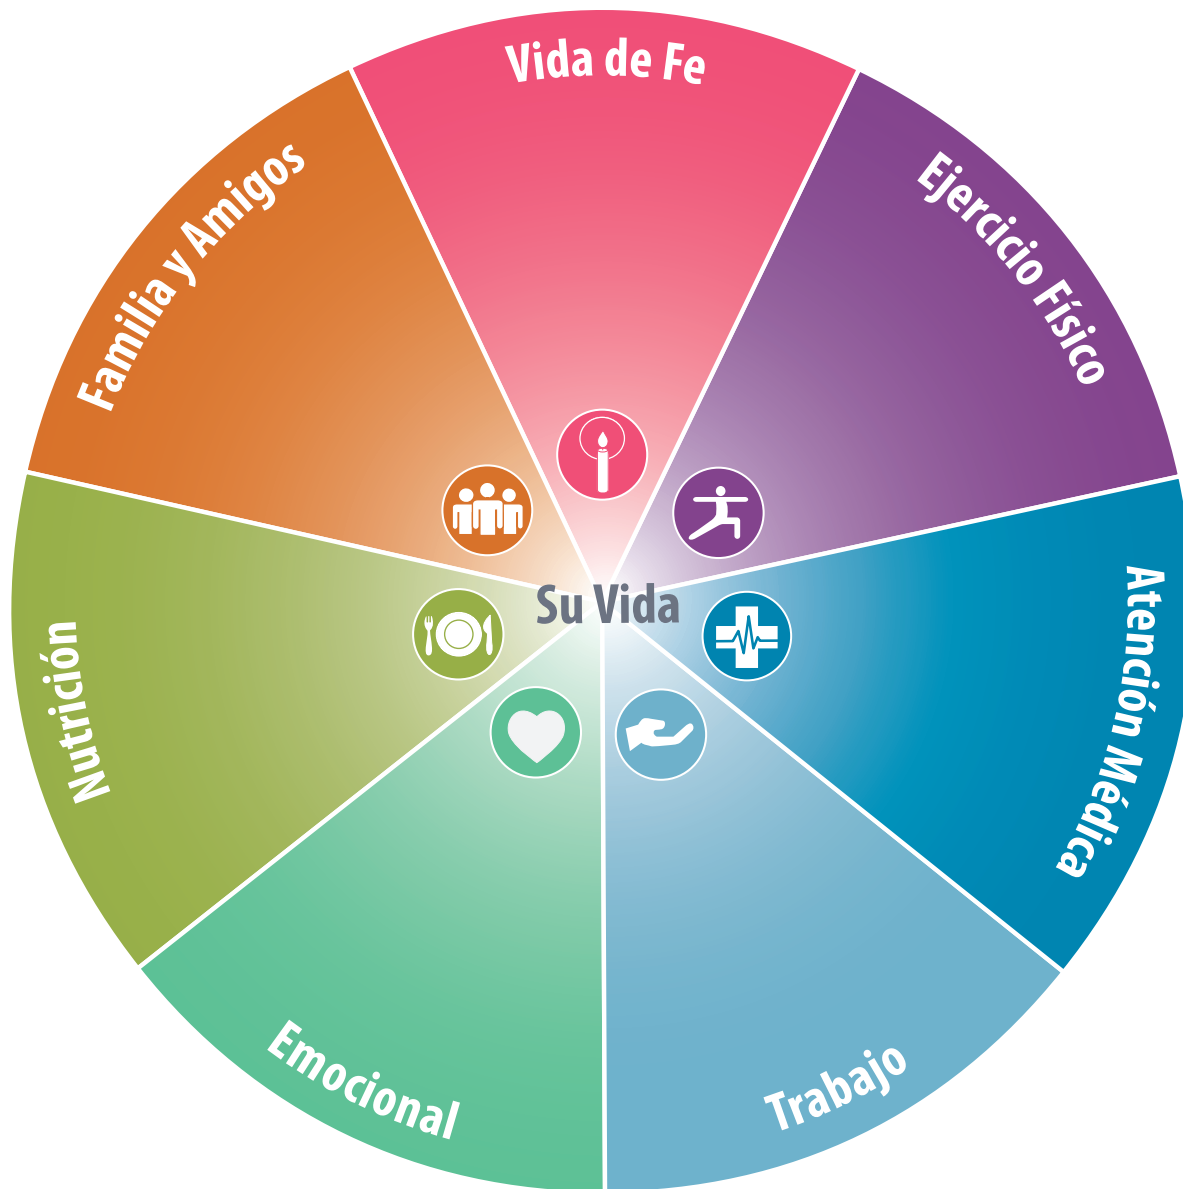 Vida de Fe
Ejercicio Físico
Atención Médica
Trabajo
Emocional
Nutrición
Familia y Amigos
Su Vida